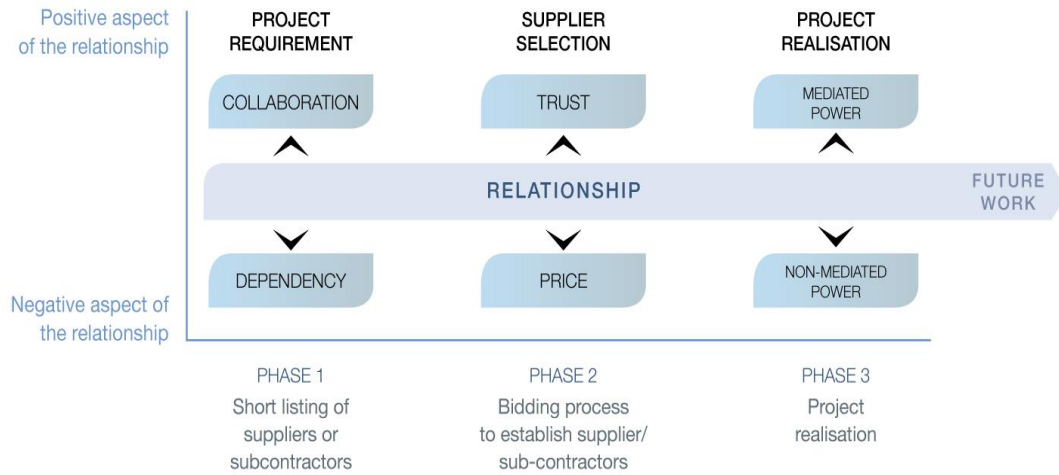 Positive aspect
of the relationship
PROJECT
REQUIREMENT
SUPPLIER
SELECTION
PROJECT
REALISATION
COLLABORATION
TRUST
MEDIATED
POWER
RELATIONSHIP
FUTURE
WORK
DEPENDENCY
PRICE
NON-MEDIATED
POWER
Negative aspect of
the relationship
PHASE 1
Short listing of
suppliers or
subcontractors
PHASE 2
Bidding process
to establish supplier/
sub-contractors
PHASE 3
Project
realisation